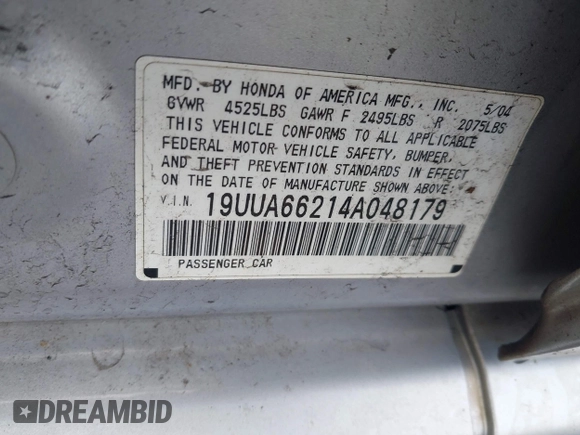 MFD. BY HONDA OF AMERICA MFG., INC. 5/04
GVWR 4525LBS GAWR F 2495LBS R 2075LBS
THIS VEHICLE CONFORMS TO ALL APPLICABLE
FEDERAL MOTOR VEHICLE SAFETY, BUMPER,
AND THEFT PREVENTION STANDARDS IN EFFECT
ON THE DATE OF MANUFACTURE SHOWN ABOVE.
V.I.N. 19UUA66214A048179
PASSENGER CAR
DREAMBID